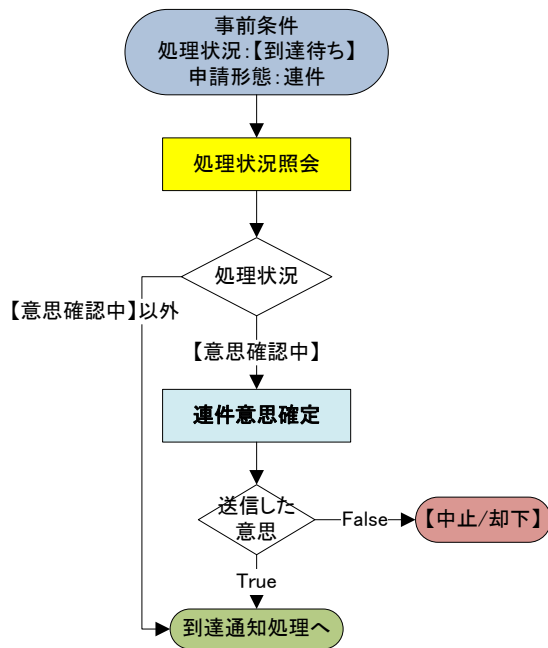 事前条件
処理状況:【到達待ち】
申請形態:連件
処理状況照会
処理状況
【意思確認中】以外
【意思確認中】
連件意思確定
送信した
意思
False
【中止/却下】
True
到達通知処理へ